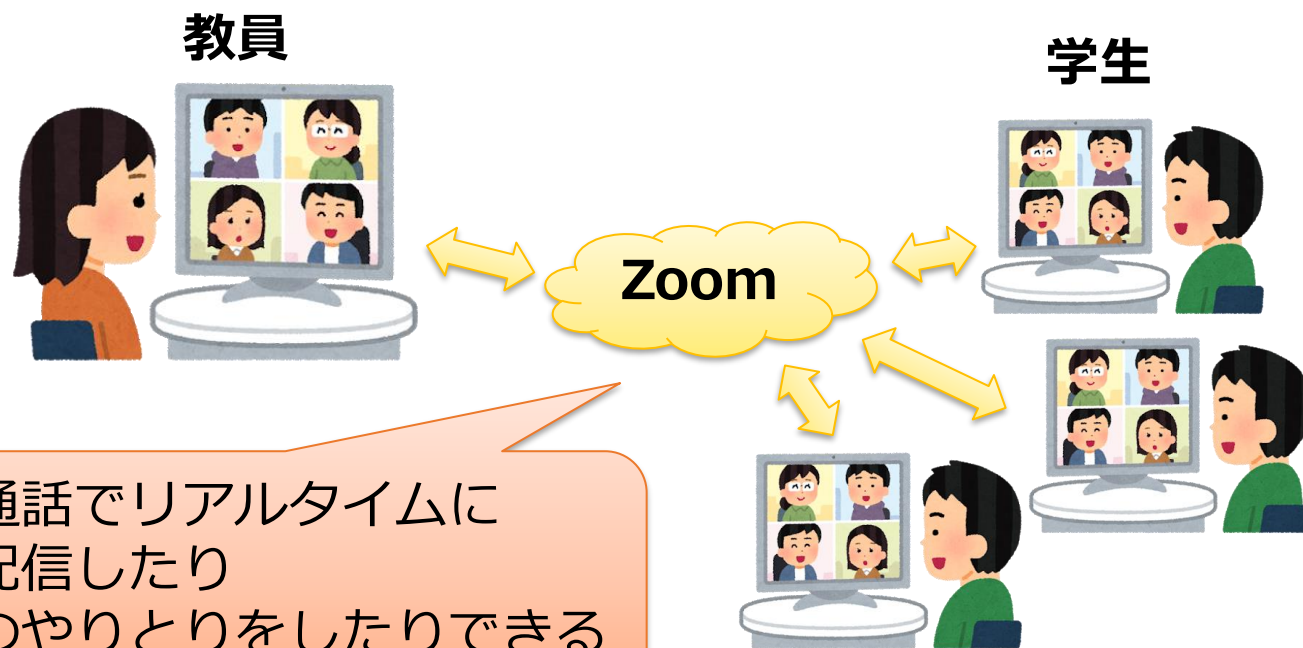 教員
学生
Zoom
通話でリアルタイムに
配信したり
のやりとりをしたりできる